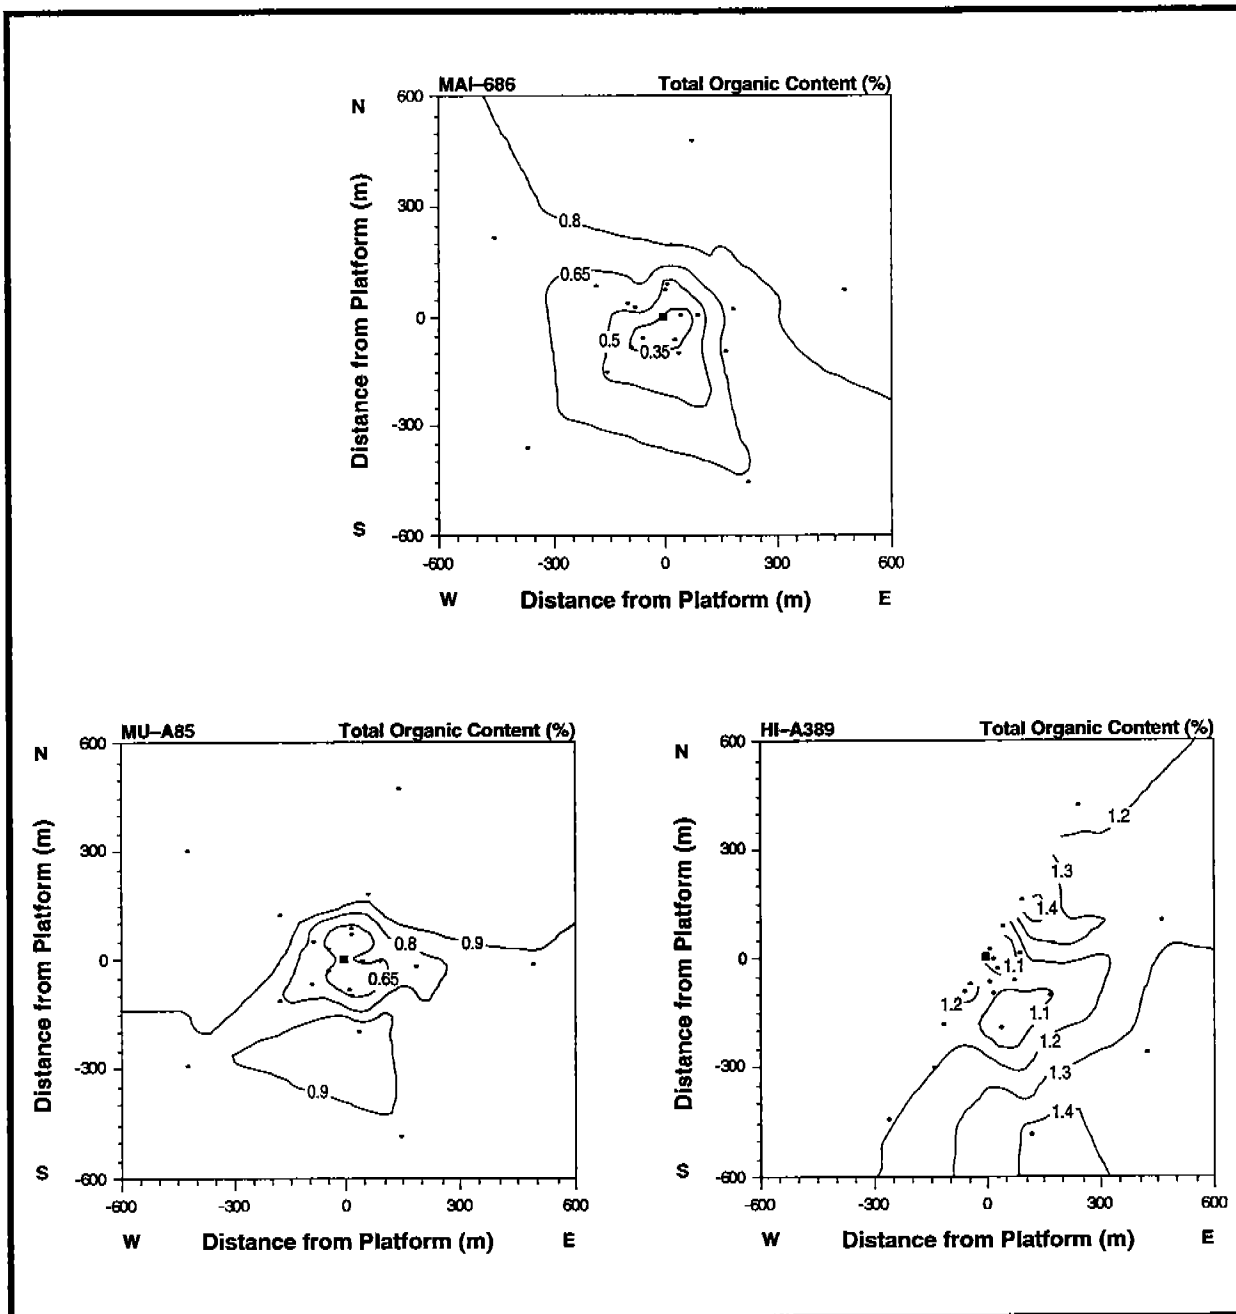 MAI-686 Total Organic Content (%)
600
N
300
0
-300
S
-600
Distance from Platform (m)
0.8
0.65
0.5
0.35
-600 -300 0 300 600
W Distance from Platform (m) E
MU-A85 Total Organic Content (%)
600
N
300
0
-300
S
-600
Distance from Platform (m)
0.8
0.9
0.65
0.9
-600 -300 0 300 600
W Distance from Platform (m) E
HI-A389 Total Organic Content (%)
600
N
300
0
-300
S
-600
Distance from Platform (m)
1.2
1.3
1.4
1.1
1.2
1.1
1.2
1.3
1.4
-600 -300 0 300 600
W Distance from Platform (m) E